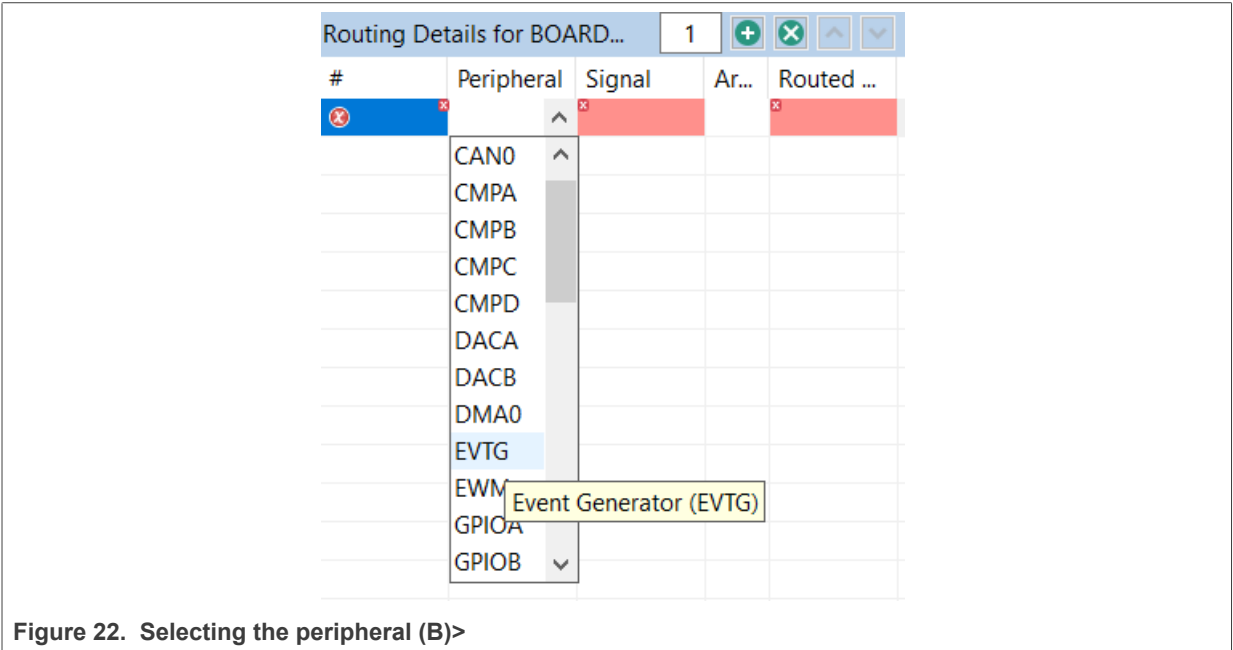 Routing Details for BOARD... 1
# Peripheral Signal Ar... Routed ...
CAN0
CMPA
CMPB
CMPC
CMPD
DACA
DACB
DMA0
EVTG
EWM
Event Generator (EVTG)
GPIOA
GPIOB
Figure 22. Selecting the peripheral (B)>